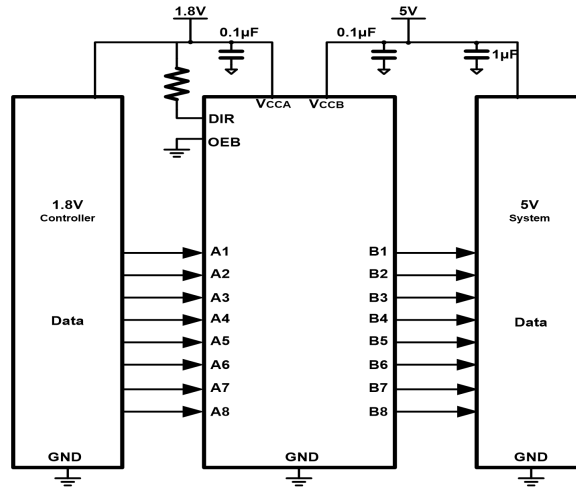 1.8V
5V
0.1µF
0.1µF
1µF
VCCA
VCCB
DIR
OEB
1.8V
Controller
5V
System
A1
B1
A2
B2
A3
B3
A4
B4
Data
Data
A5
B5
A6
B6
A7
B7
A8
B8
GND
GND
GND